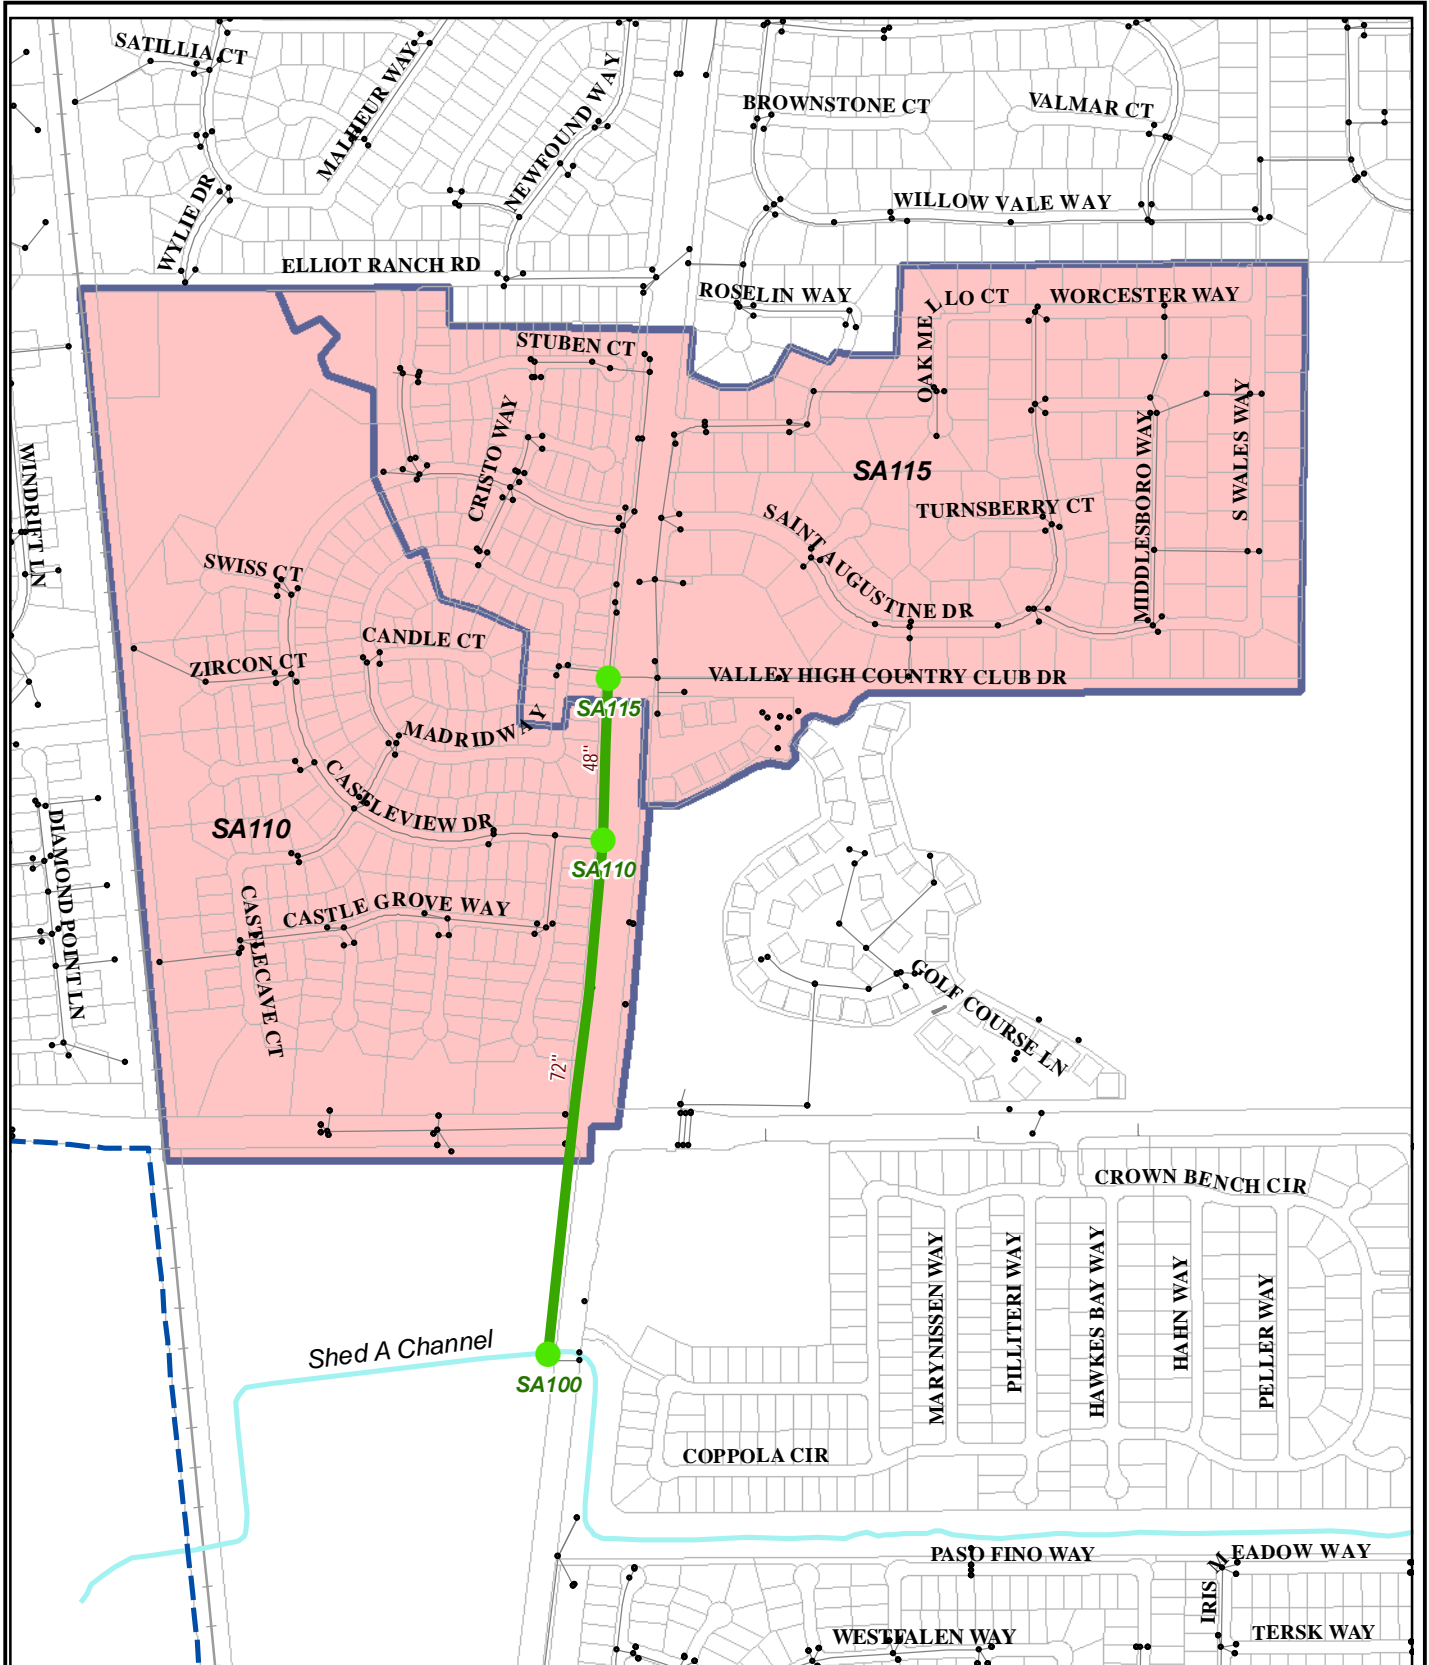 SATILLIA CT
MALHEUR WAY
NEWFOUND WAY
BROWNSTONE CT
VALMAR CT
WYLIE DR
WILLOW VALE WAY
ELLIOT RANCH RD
ROSELIN WAY
OAK MELLLO CT
WORCESTER WAY
STUBEN CT
CRISTO WAY
SA115
S WALES WAY
MIDDLESBORO WAY
TURNSBERRY CT
SAINT AUGUSTINE DR
WINDRIFT LN
SWISS CT
CANDLE CT
ZIRCON CT
VALLEY HIGH COUNTRY CLUB DR
SA115
MADRID WAY
48"
CASTLEVIEW DR
SA110
SA110
DIAMOND POINT LN
CASTLE GROVE WAY
CASTLECAVE CT
GOLF COURSE LN
72"
CROWN BENCH CIR
MARYNISSEN WAY
PILLITERI WAY
HAWKES BAY WAY
HAHN WAY
PELLER WAY
Shed A Channel
SA100
COPPOLA CIR
PASO FINO WAY
IRIS MEADOW WAY
WESTFALEN WAY
TERSK WAY